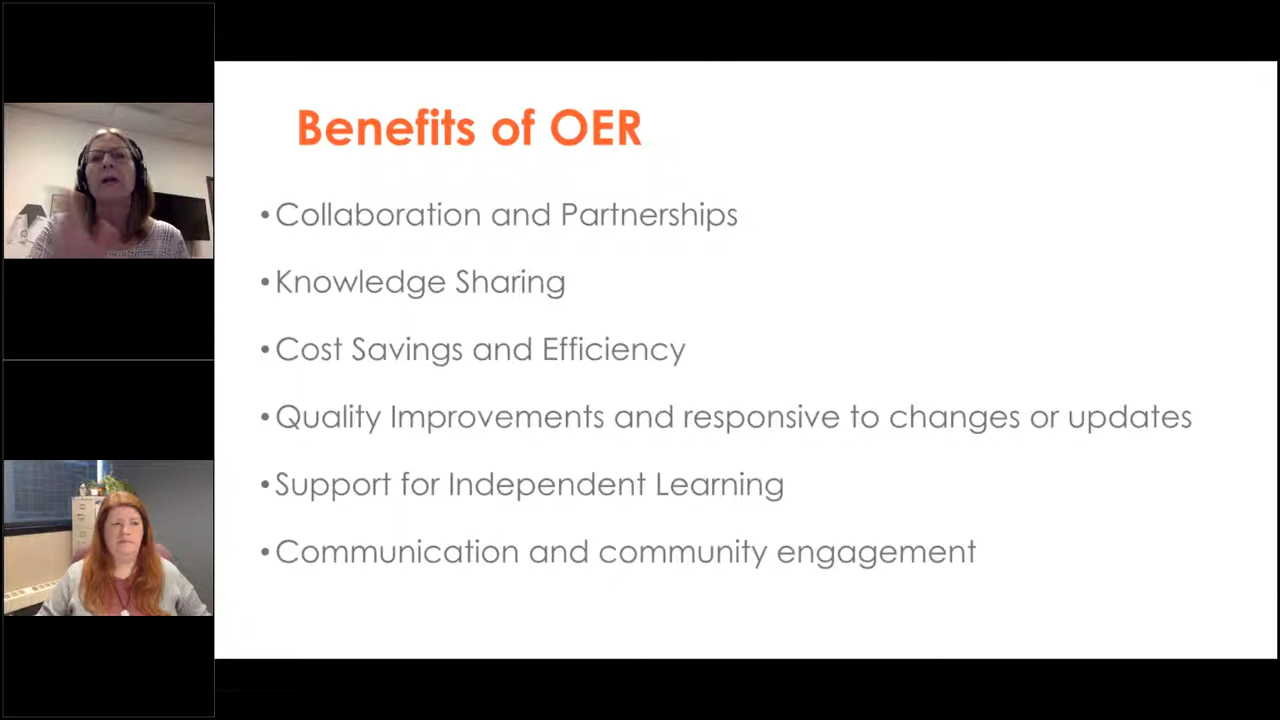 Benefits of OER
•Collaboration and Partnerships
•Knowledge Sharing
•Cost Savings and Efficiency
•Quality Improvements and responsive to changes or updates
•Support for Independent Learning
•Communication and community engagement